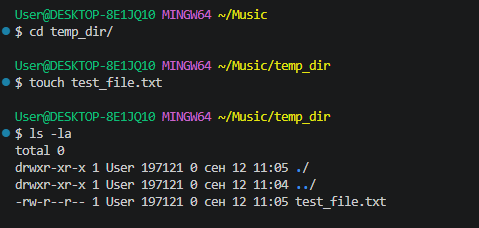 User@DESKTOP-8E1JQ10 MINGW64 ~/Music
$ cd temp_dir/
User@DESKTOP-8E1JQ10 MINGW64 ~/Music/temp_dir
$ touch test_file.txt
User@DESKTOP-8E1JQ10 MINGW64 ~/Music/temp_dir
$ ls -la
total 0
drwxr-xr-x 1 User 197121 0 сен 12 11:05 ./
drwxr-xr-x 1 User 197121 0 сен 12 11:04 ../
-rw-r--r-- 1 User 197121 0 сен 12 11:05 test_file.txt